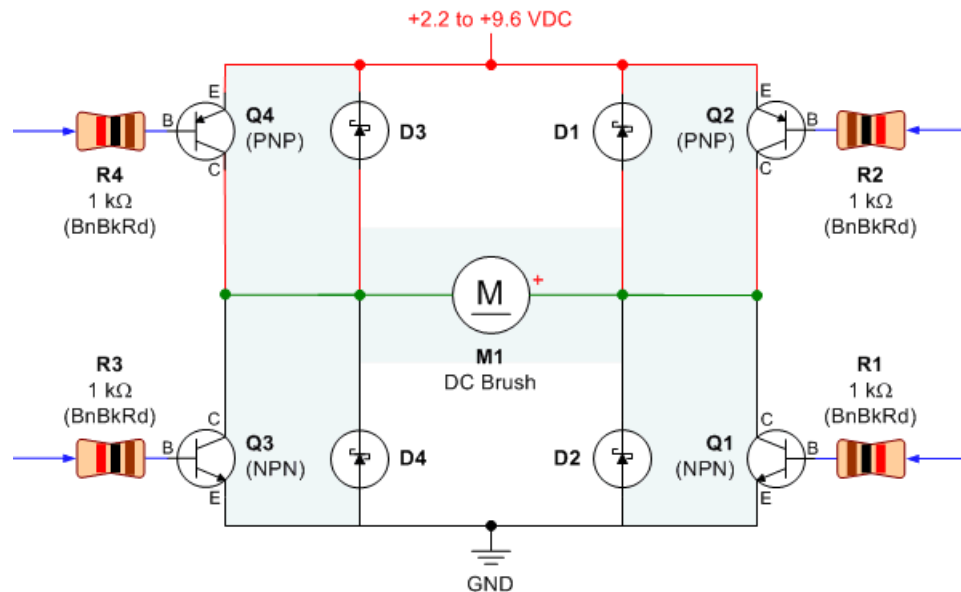 +2.2 to +9.6 VDC
E
B
C
Q4
(PNP)
D3
D1
Q2
(PNP)
E
B
C
R4
1 kΩ
(BnBkRd)
R2
1 kΩ
(BnBkRd)
M
+
M1
DC Brush
R3
1 kΩ
(BnBkRd)
R1
1 kΩ
(BnBkRd)
C
B
E
Q3
(NPN)
D4
D2
Q1
(NPN)
C
B
E
GND